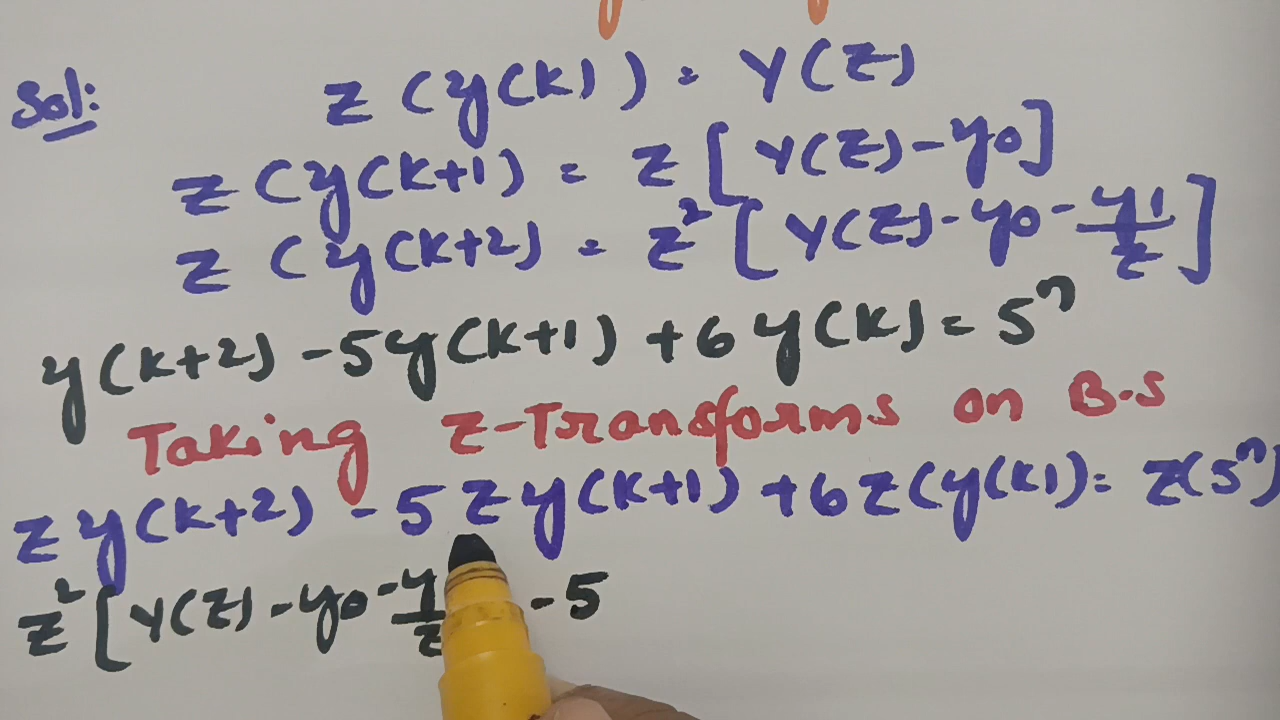 Sol: z (y(k)) = Y(z)
z (y(k+1) = z [Y(z) - y0]
z (y(k+2) = z² [Y(z) - y0 - y1/z]
y(k+2) - 5y(k+1) + 6y(k) = 5ⁿ
Taking z-Transforms on B.S
z y(k+2) - 5 z y(k+1) + 6 z (y(k)) = z(5ⁿ)
z² [Y(z) - y0 - y /z - 5